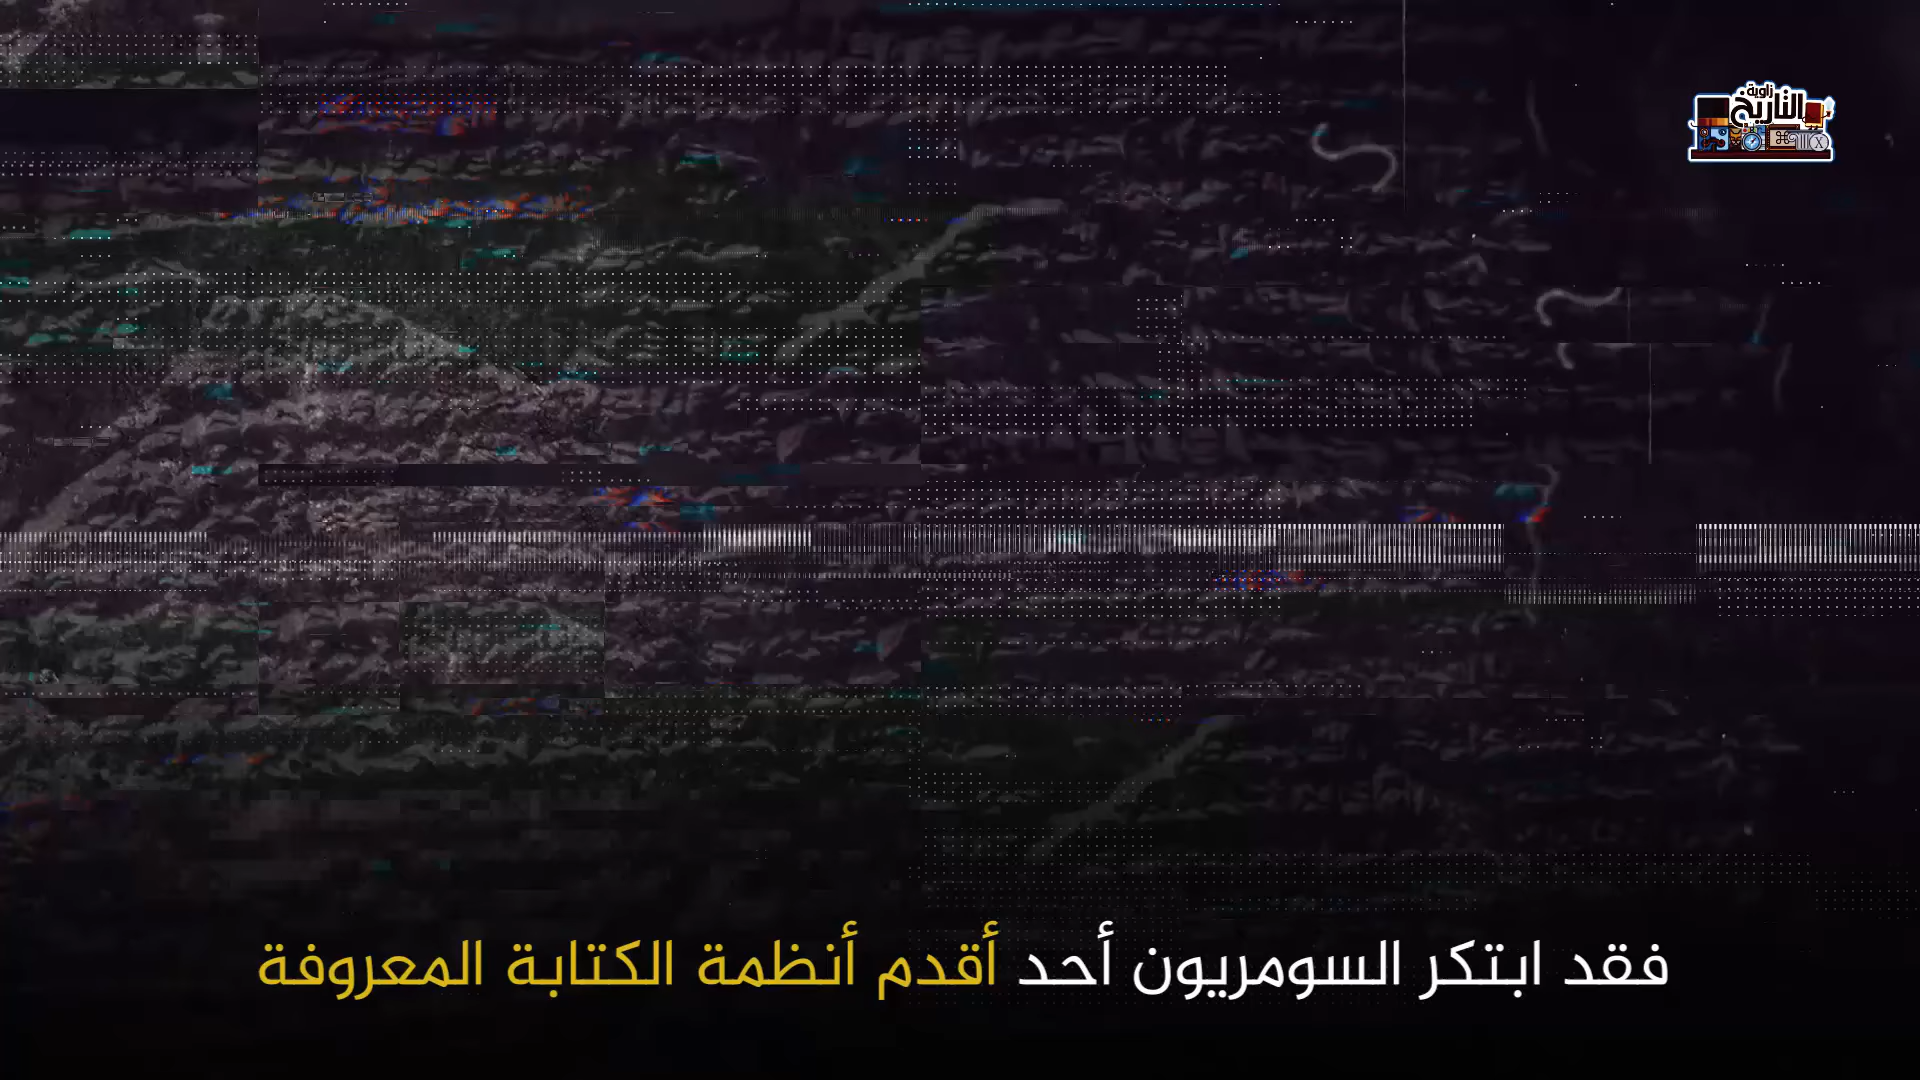 زاوية
التاريخ
فقد ابتكر السومريون أحد أقدم أنظمة الكتابة المعروفة